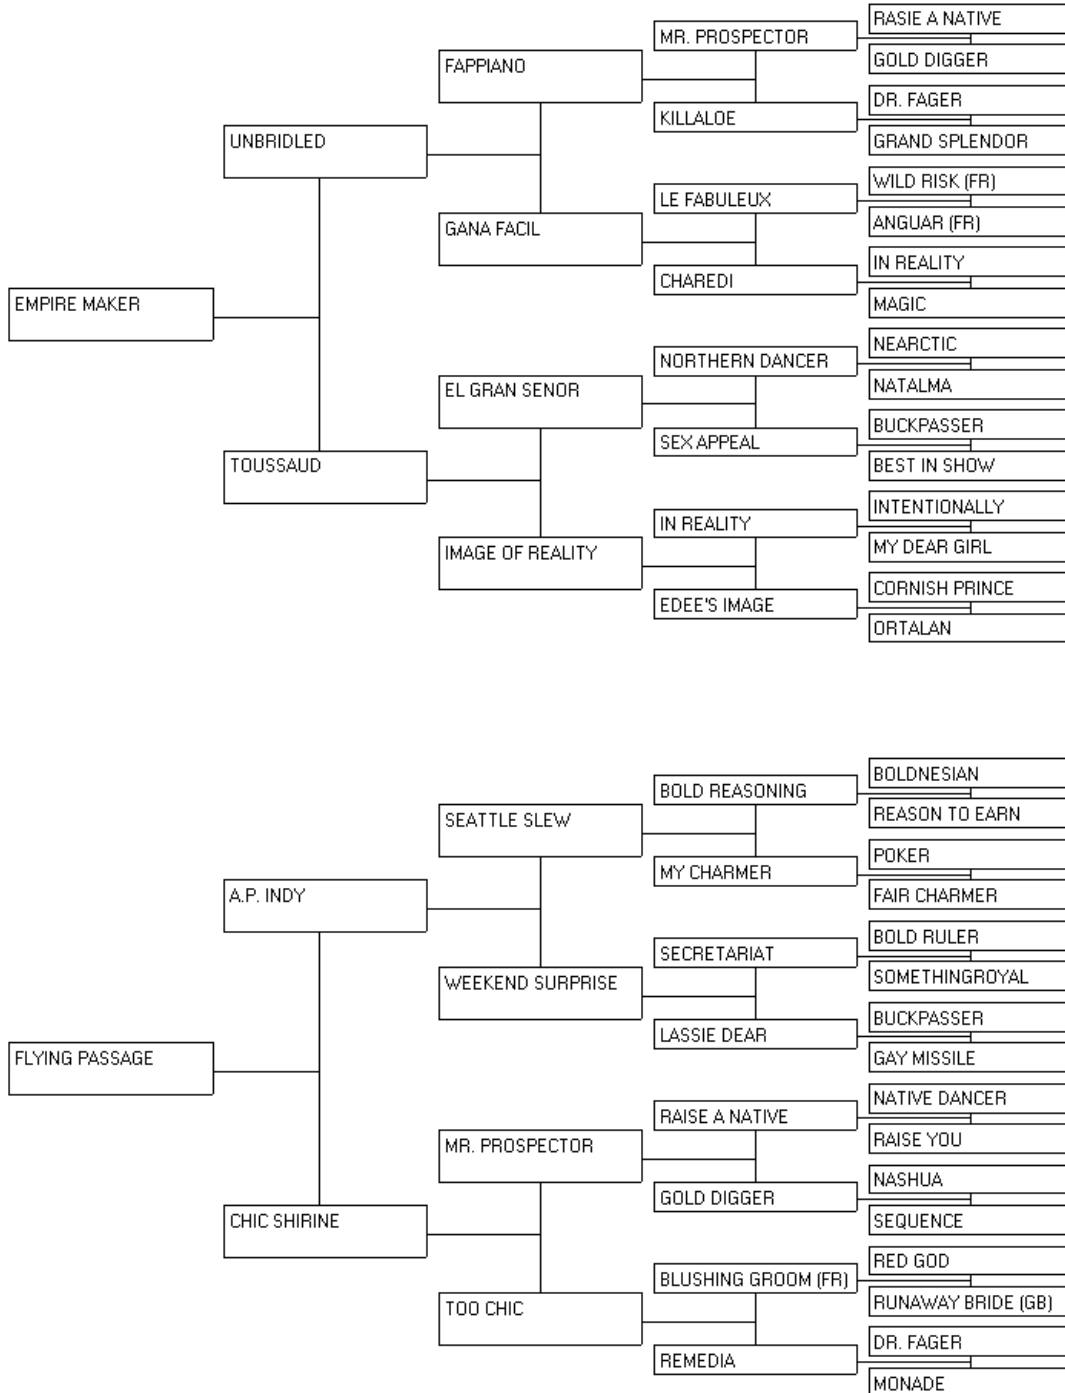 RASIE A NATIVE
MR. PROSPECTOR
GOLD DIGGER
FAPPIANO
DR. FAGER
KILLALOE
GRAND SPLENDOR
UNBRIDLED
WILD RISK (FR)
LE FABULEUX
ANGUAR (FR)
GANA FACIL
IN REALITY
CHAREDI
MAGIC
EMPIRE MAKER
NEARCTIC
NORTHERN DANCER
NATALMA
EL GRAN SENOR
BUCKPASSER
SEX APPEAL
BEST IN SHOW
TOUSSAUD
INTENTIONALLY
IN REALITY
MY DEAR GIRL
IMAGE OF REALITY
CORNISH PRINCE
EDEE'S IMAGE
ORTALAN
BOLDNESIAN
BOLD REASONING
REASON TO EARN
SEATTLE SLEW
POKER
MY CHARMER
FAIR CHARMER
A.P. INDY
BOLD RULER
SECRETARIAT
SOMETHINGROYAL
WEEKEND SURPRISE
BUCKPASSER
LASSIE DEAR
GAY MISSILE
FLYING PASSAGE
NATIVE DANCER
RAISE A NATIVE
RAISE YOU
MR. PROSPECTOR
NASHUA
GOLD DIGGER
SEQUENCE
CHIC SHIRINE
RED GOD
BLUSHING GROOM (FR)
RUNAWAY BRIDE (GB)
TOO CHIC
DR. FAGER
REMEDIA
MONADE